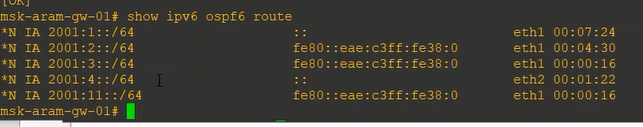 [OK]
msk-aram-gw-01# show ipv6 ospf6 route
*N IA 2001:1::/64 :: eth1 00:07:24
*N IA 2001:2::/64 fe80::eae:c3ff:fe38:0 eth1 00:04:30
*N IA 2001:3::/64 fe80::eae:c3ff:fe38:0 eth1 00:00:16
*N IA 2001:4::/64 :: eth2 00:01:22
*N IA 2001:11::/64 fe80::eae:c3ff:fe38:0 eth1 00:00:16
msk-aram-gw-01#